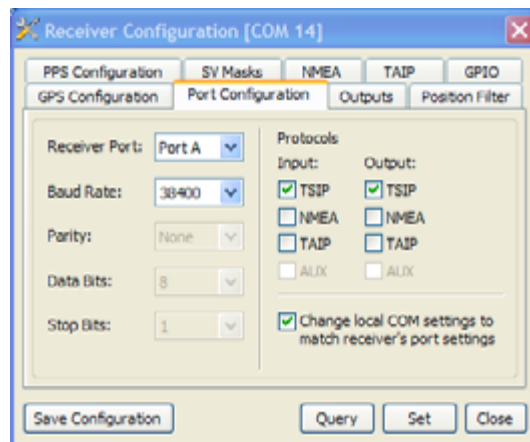 Receiver Configuration [COM 14]
PPS Configuration SV Masks NMEA TAIP GPIO
GPS Configuration Port Configuration Outputs Position Filter
Receiver Port: Port A
Baud Rate: 38400
Parity: None
Data Bits: 8
Stop Bits: 1
Protocols
Input: Output:
TSIP TSIP
NMEA NMEA
TAIP TAIP
AUX AUX
Change local COM settings to
match receiver's port settings
Save Configuration Query Set Close